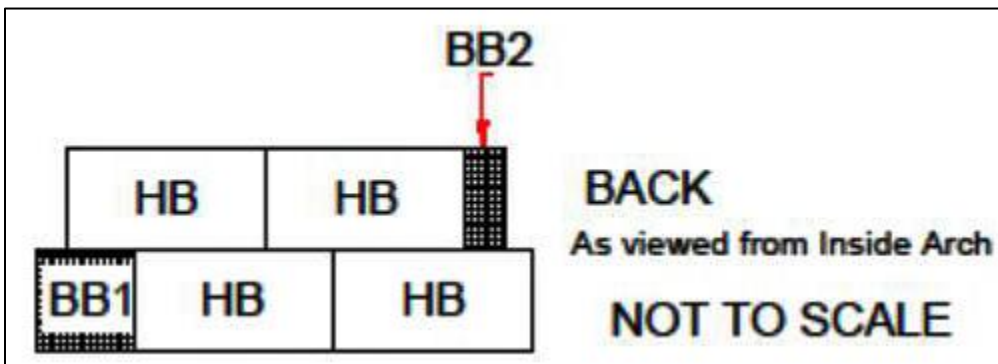 BB2
HB HB
BACK
As viewed from Inside Arch
BB1 HB HB
NOT TO SCALE